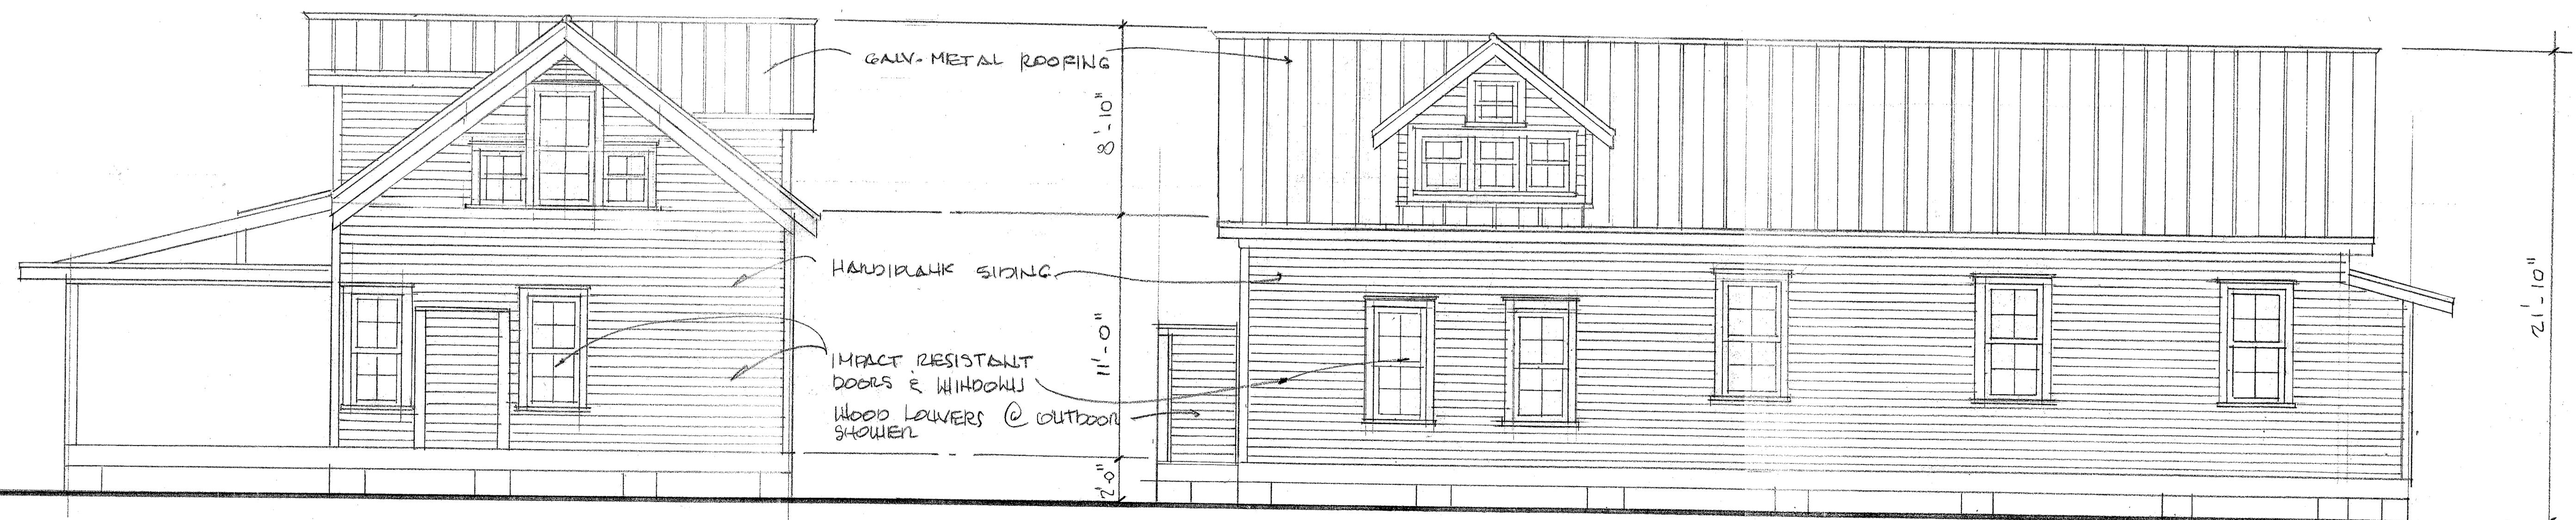 GALV. METAL ROOFING
8'-10"
HARDIPLANK SIDING
11'-0"
IMPACT RESISTANT
DOORS & WINDOWS
WOOD LOUVERS @ OUTDOOR
SHOWER
2'-0"
21'-10"